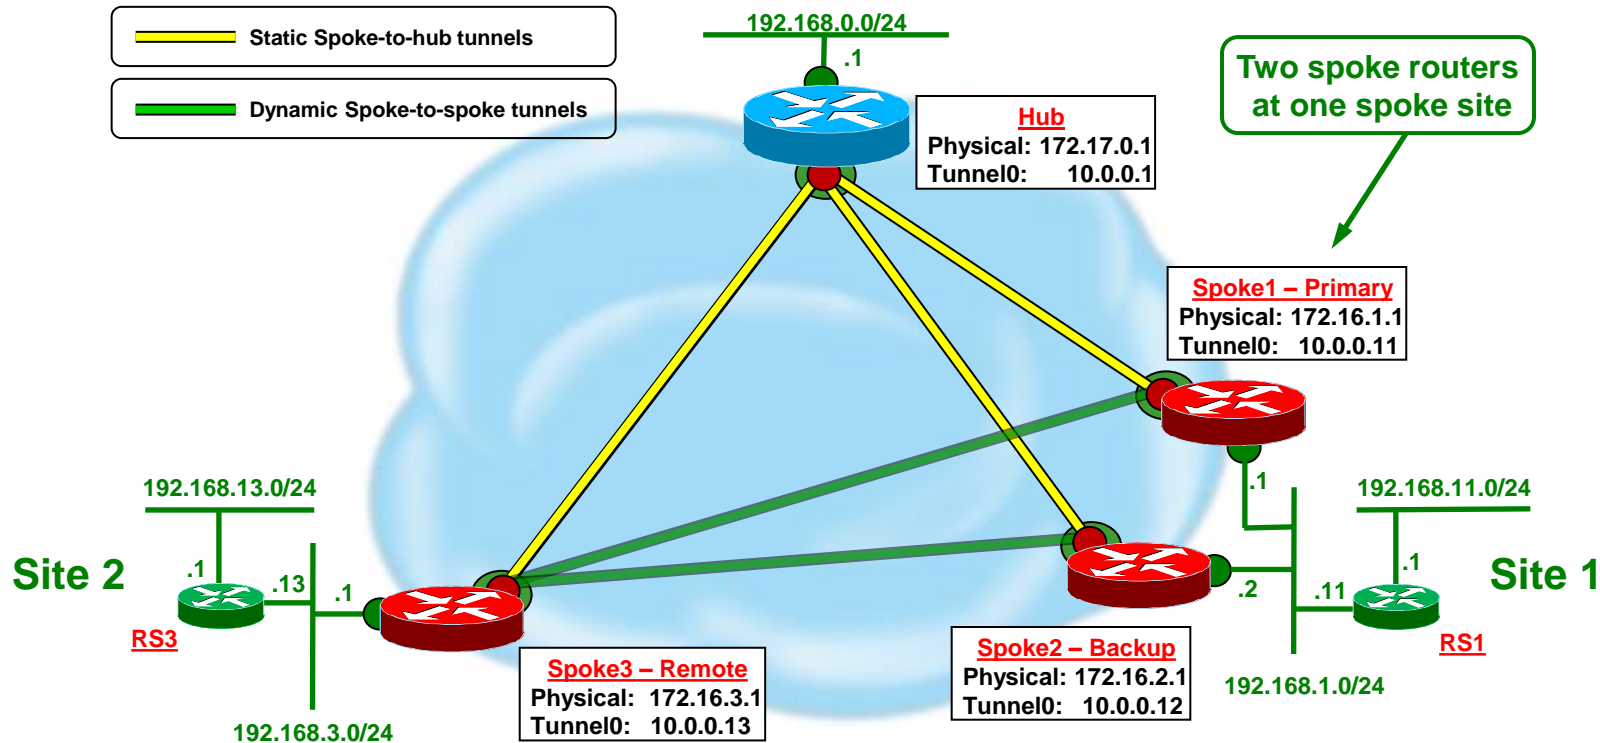 Static Spoke-to-hub tunnels
Dynamic Spoke-to-spoke tunnels
192.168.0.0/24
.1
Two spoke routers
at one spoke site
Hub
Physical: 172.17.0.1
Tunnel0: 10.0.0.1
Spoke1 – Primary
Physical: 172.16.1.1
Tunnel0: 10.0.0.11
.1
192.168.11.0/24
.1
Site 1
.2
.11
RS1
192.168.1.0/24
Spoke2 – Backup
Physical: 172.16.2.1
Tunnel0: 10.0.0.12
192.168.13.0/24
Site 2
.1
.13
.1
RS3
192.168.3.0/24
Spoke3 – Remote
Physical: 172.16.3.1
Tunnel0: 10.0.0.13